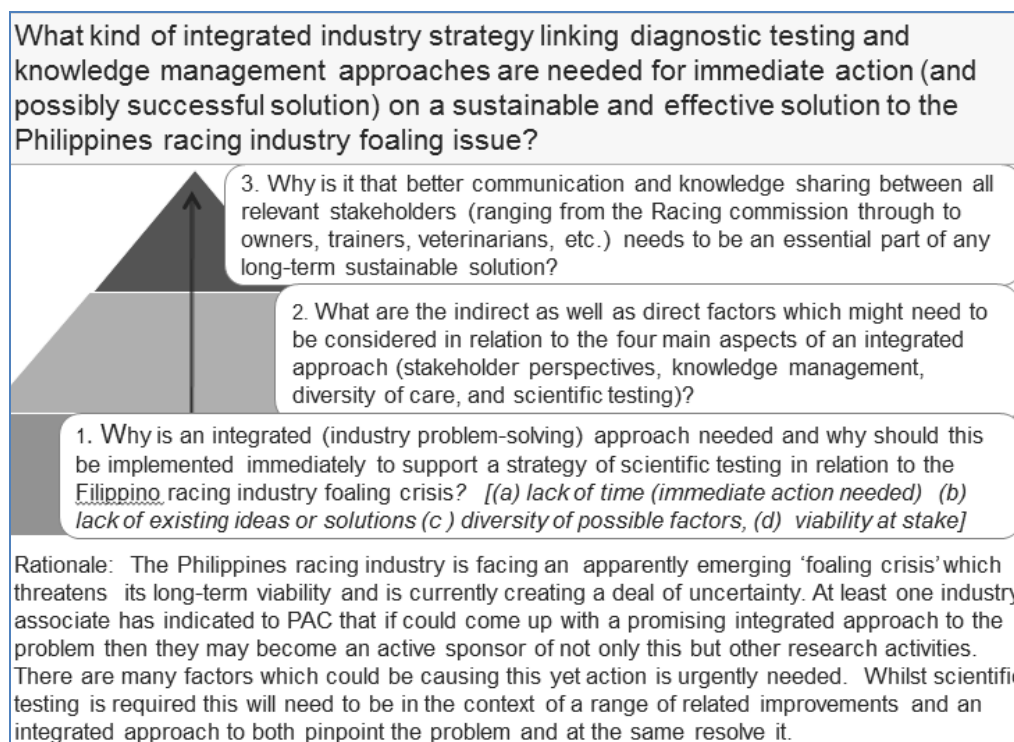 What kind of integrated industry strategy linking diagnostic testing and
knowledge management approaches are needed for immediate action (and
possibly successful solution) on a sustainable and effective solution to the
Philippines racing industry foaling issue?
3. Why is it that better communication and knowledge sharing between all
relevant stakeholders (ranging from the Racing commission through to
owners, trainers, veterinarians, etc.) needs to be an essential part of any
long-term sustainable solution?
2. What are the indirect as well as direct factors which might need to
be considered in relation to the four main aspects of an integrated
approach (stakeholder perspectives, knowledge management,
diversity of care, and scientific testing)?
1. Why is an integrated (industry problem-solving) approach needed and why should this
be implemented immediately to support a strategy of scientific testing in relation to the
Filippino racing industry foaling crisis? [(a) lack of time (immediate action needed) (b)
lack of existing ideas or solutions (c ) diversity of possible factors, (d) viability at stake]
Rationale: The Philippines racing industry is facing an apparently emerging ‘foaling crisis’ which
threatens its long-term viability and is currently creating a deal of uncertainty. At least one industry
associate has indicated to PAC that if could come up with a promising integrated approach to the
problem then they may become an active sponsor of not only this but other research activities.
There are many factors which could be causing this yet action is urgently needed. Whilst scientific
testing is required this will need to be in the context of a range of related improvements and an
integrated approach to both pinpoint the problem and at the same resolve it.